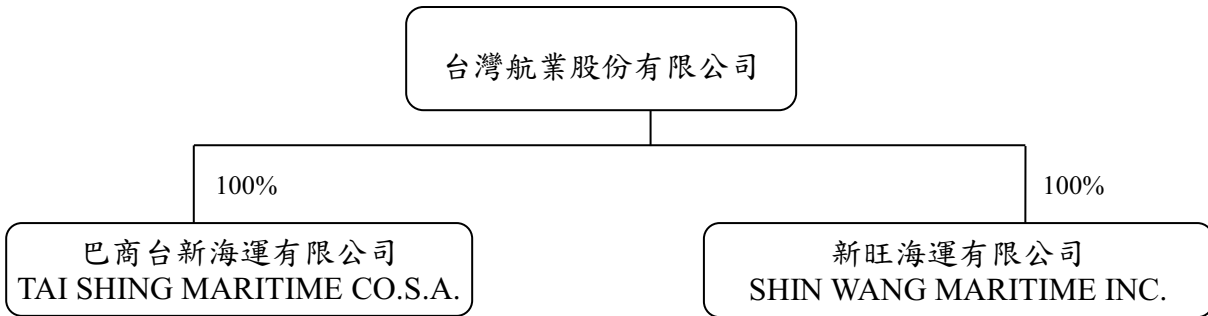 台灣航業股份有限公司
100%
100%
巴商台新海運有限公司
TAI SHING MARITIME CO.S.A.
新旺海運有限公司
SHIN WANG MARITIME INC.